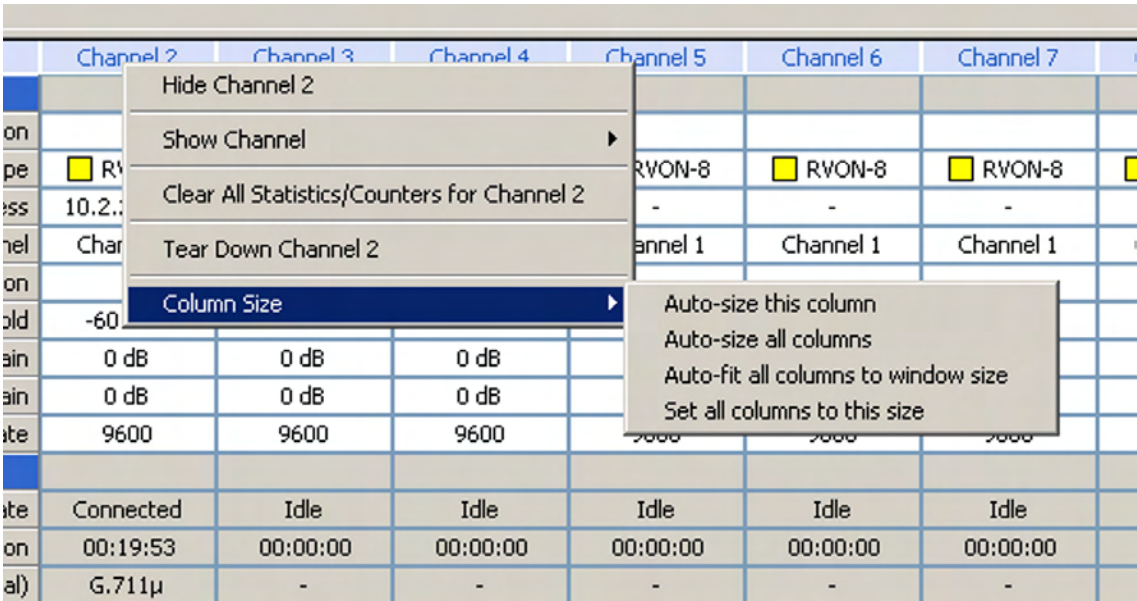 Channel 2 Channel 3 Channel 4 Channel 5 Channel 6 Channel 7
Hide Channel 2
on
Show Channel
pe RV RVON-8 RVON-8 RVON-8
Clear All Statistics/Counters for Channel 2
ess 10.2. - - -
nel Char annel 1 Channel 1 Channel 1
Tear Down Channel 2
on
Column Size
Auto-size this column
old -60
Auto-size all columns
ain 0 dB 0 dB 0 dB
Auto-fit all columns to window size
ain 0 dB 0 dB 0 dB
Set all columns to this size
ate 9600 9600 9600 9600 9600 9600
ate Connected Idle Idle Idle Idle Idle
on 00:19:53 00:00:00 00:00:00 00:00:00 00:00:00 00:00:00
al) G.711µ - - - - -